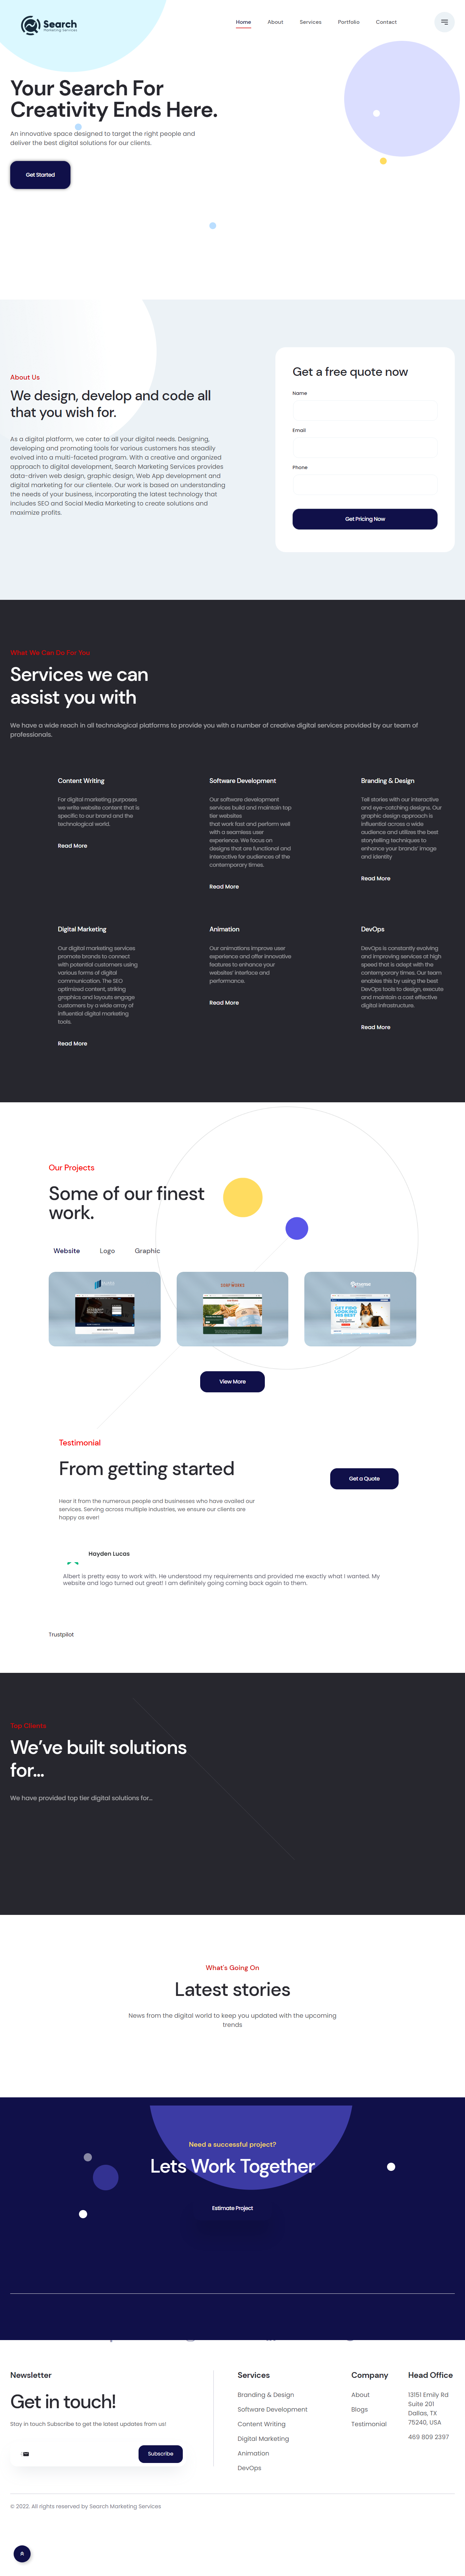 Search
Marketing Services
Home About Services Portfolio Contact
Your Search For
Creativity Ends Here.
An innovative space designed to target the right people and
deliver the best digital solutions for our clients.
Get Started
About Us
We design, develop and code all
that you wish for.
As a digital platform, we cater to all your digital needs. Designing,
developing and promoting tools for various customers has steadily
evolved into a multi-faceted program. With a creative and organized
approach to digital development, Search Marketing Services provides
data-driven web design, graphic design, Web App development and
digital marketing for our clientele. Our work is based on understanding
the needs of your business, incorporating the latest technology that
includes SEO and Social Media Marketing to create solutions and
maximize profits.
Get a free quote now
Name
Email
Phone
Get Pricing Now
What We Can Do For You
Services we can
assist you with
We have a wide reach in all technological platforms to provide you with a number of creative digital services provided by our team of
professionals.
Content Writing
For digital marketing purposes
we write website content that is
specific to our brand and the
technological world.
Read More
Software Development
Our software development
services build and maintain top
tier websites
that work fast and perform well
with a seamless user
experience. We focus on
designs that are functional and
interactive for audiences of the
contemporary times.
Read More
Branding & Design
Tell stories with our interactive
and eye-catching designs. Our
graphic design approach is
influential across a wide
audience and utilizes the best
storytelling techniques to
enhance your brands' image
and identity
Read More
Digital Marketing
Our digital marketing services
promote brands to connect
with potential customers using
various forms of digital
communication. The SEO
optimized content, striking
graphics and layouts engage
customers by a wide array of
influential digital marketing
tools.
Read More
Animation
Our animations improve user
experience and offer innovative
features to enhance your
websites' interface and
performance.
Read More
DevOps
DevOps is constantly evolving
and improving services at high
speed that is adept with the
contemporary times. Our team
enables this by using the best
DevOps tools to design, execute
and maintain a cost effective
digital infrastructure.
Read More
Our Projects
Some of our finest
work.
Website Logo Graphic
GET FIDO
LOOKING
HIS BEST
View More
Testimonial
From getting started
Get a Quote
Hear it from the numerous people and businesses who have availed our
services. Serving across multiple industries, we ensure our clients are
happy as ever!
Hayden Lucas
Albert is pretty easy to work with. He understood my requirements and provided me exactly what I wanted. My
website and logo turned out great! I am definitely going coming back again to them.
Trustpilot
Top Clients
We've built solutions
for...
We have provided top tier digital solutions for...
What's Going On
Latest stories
News from the digital world to keep you updated with the upcoming
trends
Need a successful project?
Lets Work Together
Estimate Project
Newsletter
Get in touch!
Stay in touch Subscribe to get the latest updates from us!
Subscribe
Services
Branding & Design
Software Development
Content Writing
Digital Marketing
Animation
DevOps
Company
About
Blogs
Testimonial
Head Office
13151 Emily Rd
Suite 201
Dallas, TX
75240, USA
469 809 2397
© 2022. All rights reserved by Search Marketing Services